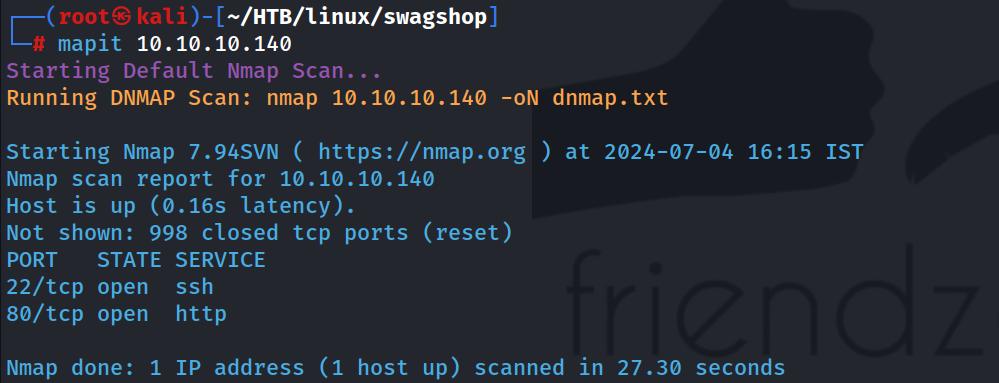 ┌──(root㉿kali)-[~/HTB/linux/swagshop]
└─# mapit 10.10.10.140
Starting Default Nmap Scan...
Running DNMAP Scan: nmap 10.10.10.140 -oN dnmap.txt
Starting Nmap 7.94SVN ( https://nmap.org ) at 2024-07-04 16:15 IST
Nmap scan report for 10.10.10.140
Host is up (0.16s latency).
Not shown: 998 closed tcp ports (reset)
PORT   STATE SERVICE
22/tcp open  ssh
80/tcp open  http
friendz
Nmap done: 1 IP address (1 host up) scanned in 27.30 seconds